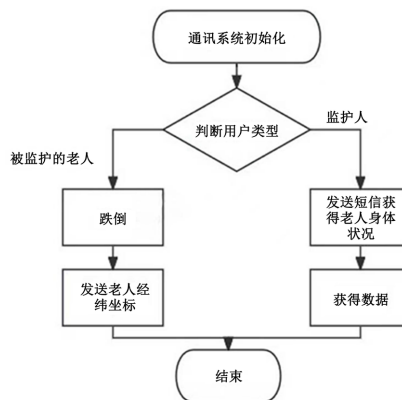 通讯系统初始化
判断用户类型
监护人
被监护的老人
跌倒
发送短信获
得老人身体
状况
发送老人经
纬坐标
获得数据
结束